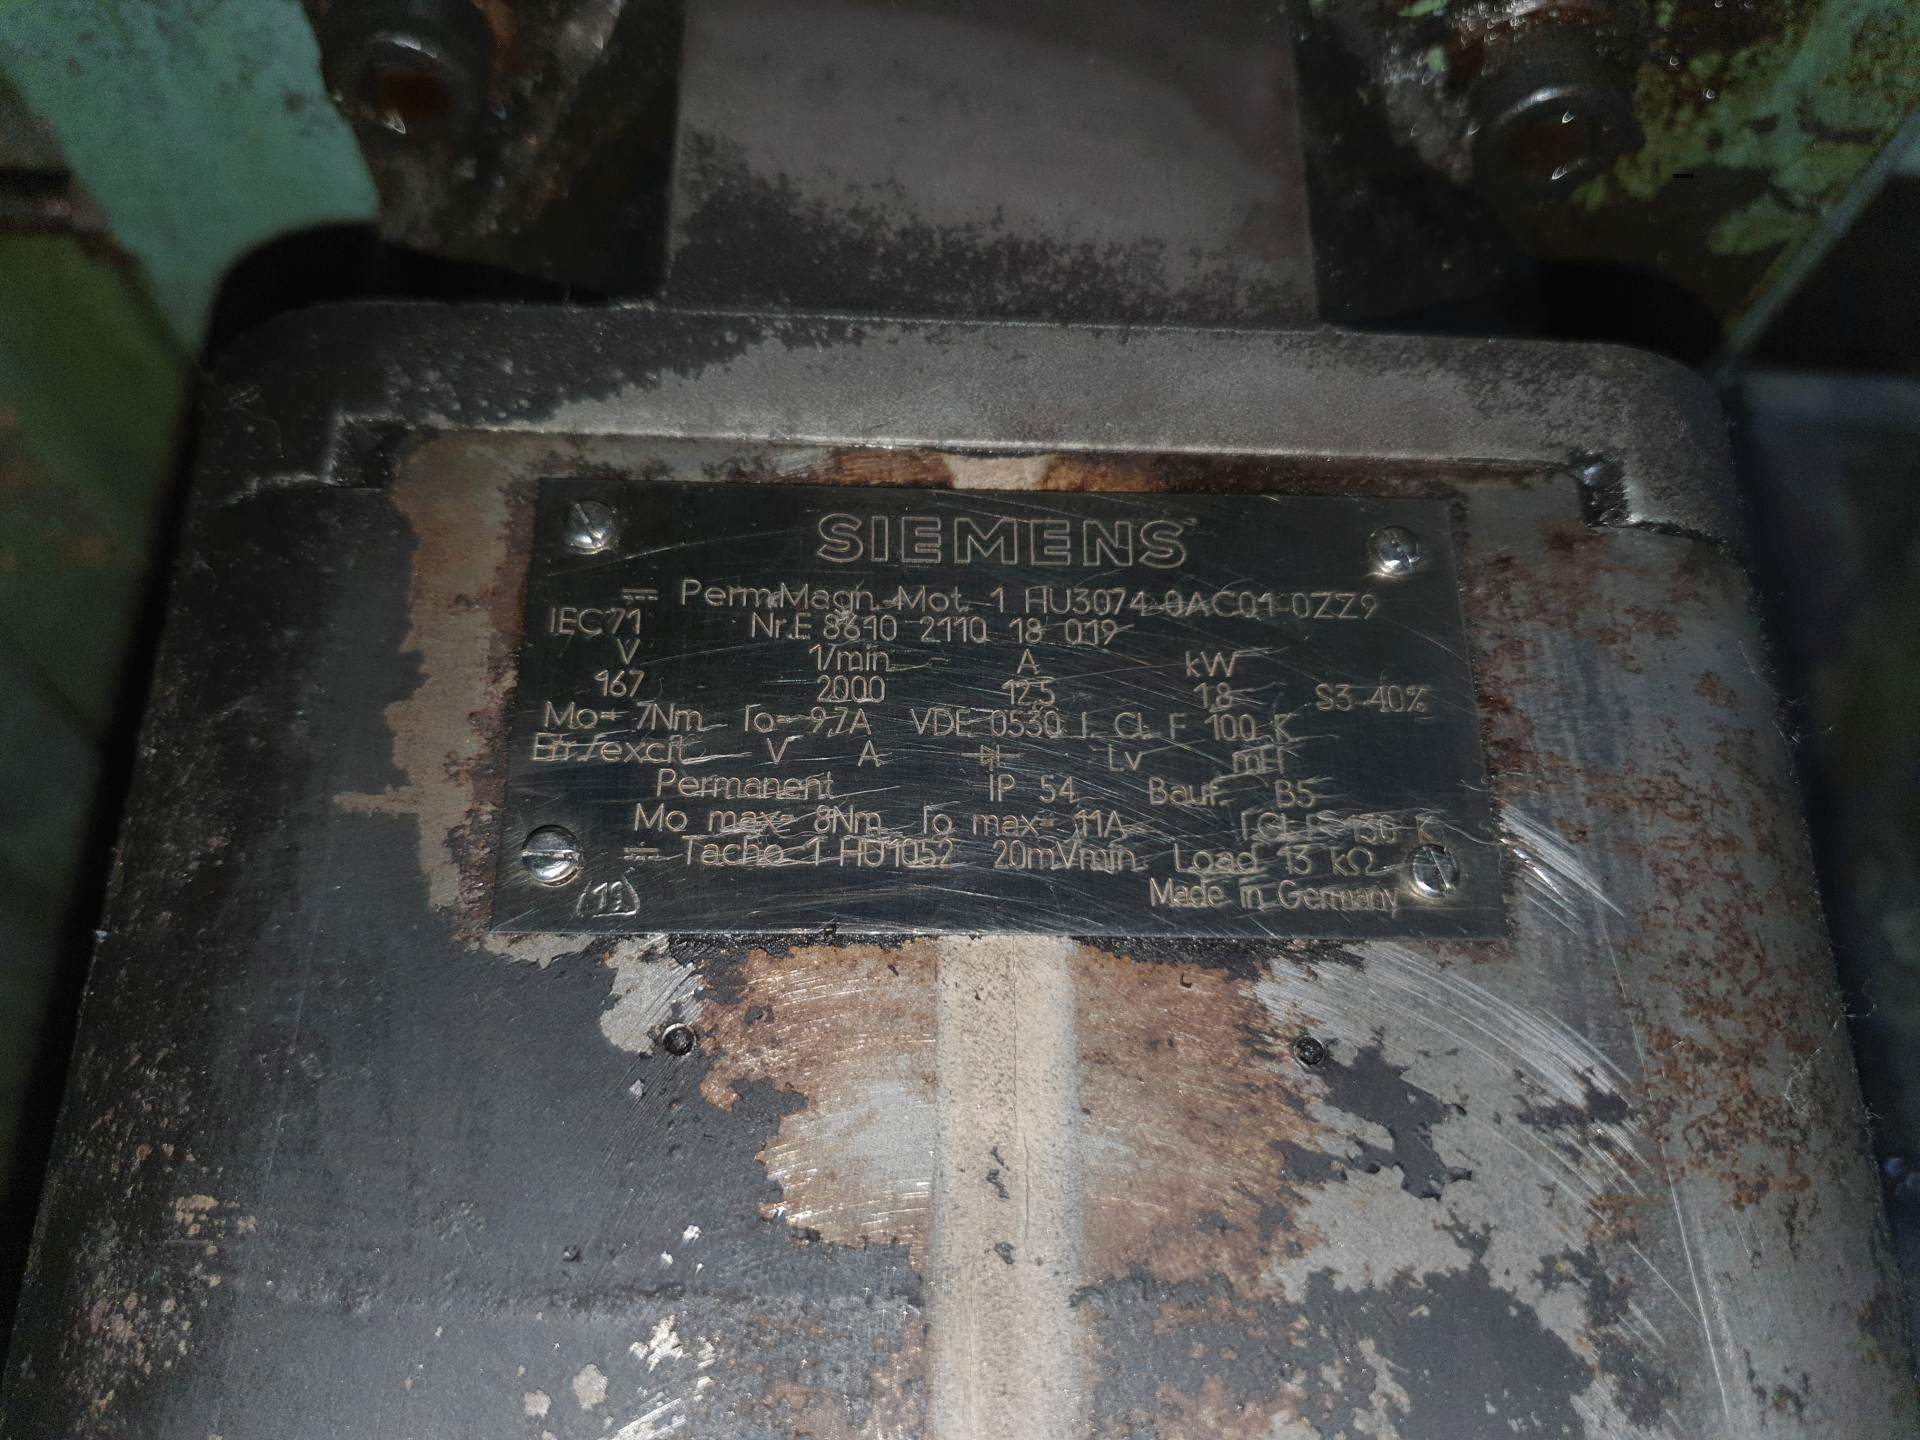 SIEMENS
Perm.Magn.-Mot. 1 HU3074-0AC01-0ZZ9
IEC71 Nr.E 8610 2110 18 019
V 1/min A kW
167 2000 12,5 1,8 S3-40%
Mo= 7Nm Io= 9,7A VDE 0530 I. Cl. F 100 K
Err./excit. V A Lv mH
Permanent IP 54 Bauf. B5
Mo max= 8Nm Io max= 11A I.Cl.F 130 K
Tacho 1 HU1052 20mVmin Load 13 kΩ
Made in Germany